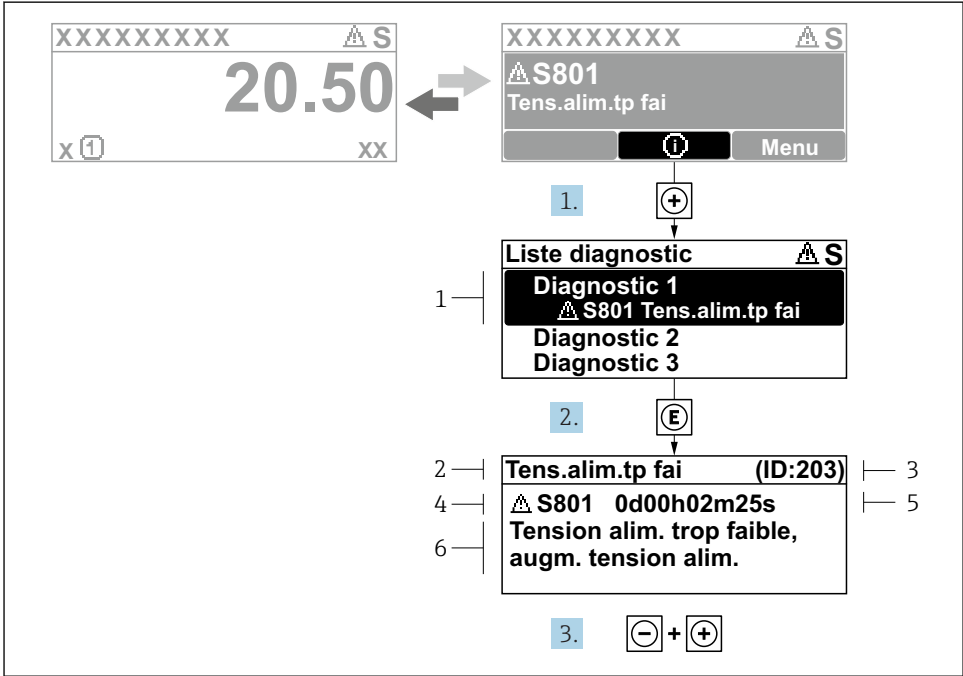 XXXXXXXXX ⚠ S
20.50
x 1 XX
XXXXXXXXX ⚠ S
⚠ S801
Tens.alim.tp fai
i Menu
1. +
Liste diagnostic ⚠ S
1
Diagnostic 1
⚠ S801 Tens.alim.tp fai
Diagnostic 2
Diagnostic 3
2. E
2 Tens.alim.tp fai (ID:203) 3
4 ⚠ S801 0d00h02m25s 5
6
Tension alim. trop faible,
augm. tension alim.
3. - + +